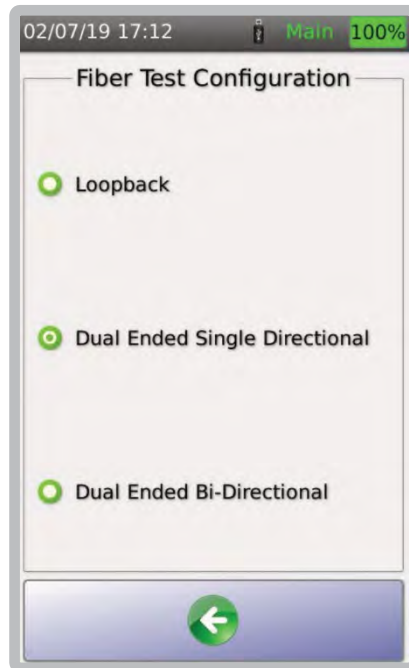 02/07/19 17:12 Main 100%
Fiber Test Configuration
Loopback
Dual Ended Single Directional
Dual Ended Bi-Directional